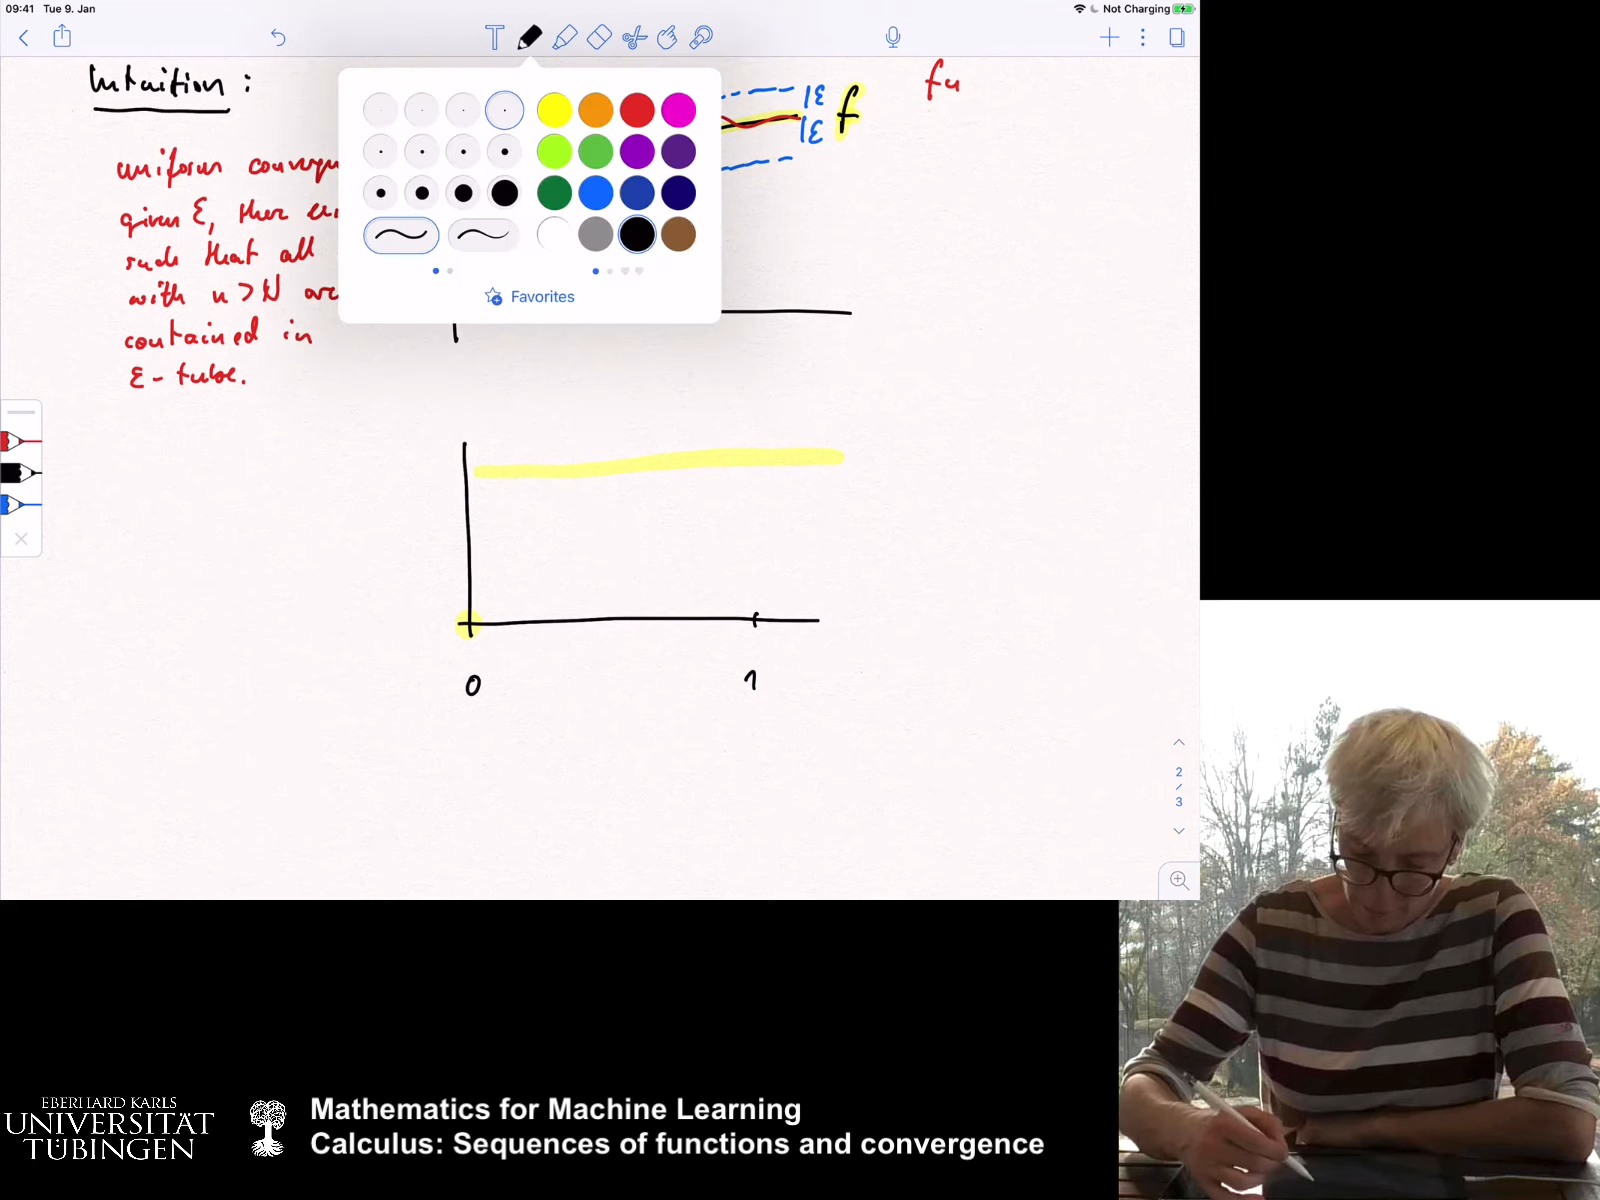 09:41 Tue 9. Jan
Not Charging
Intuition :
fn
ε
f
ε
uniform
given ε,
such that all
with n > N are
contained in
ε - tube.
Favorites
0 1
2
3
EBERHARD KARLS
UNIVERSITÄT
TÜBINGEN
Mathematics for Machine Learning
Calculus: Sequences of functions and convergence